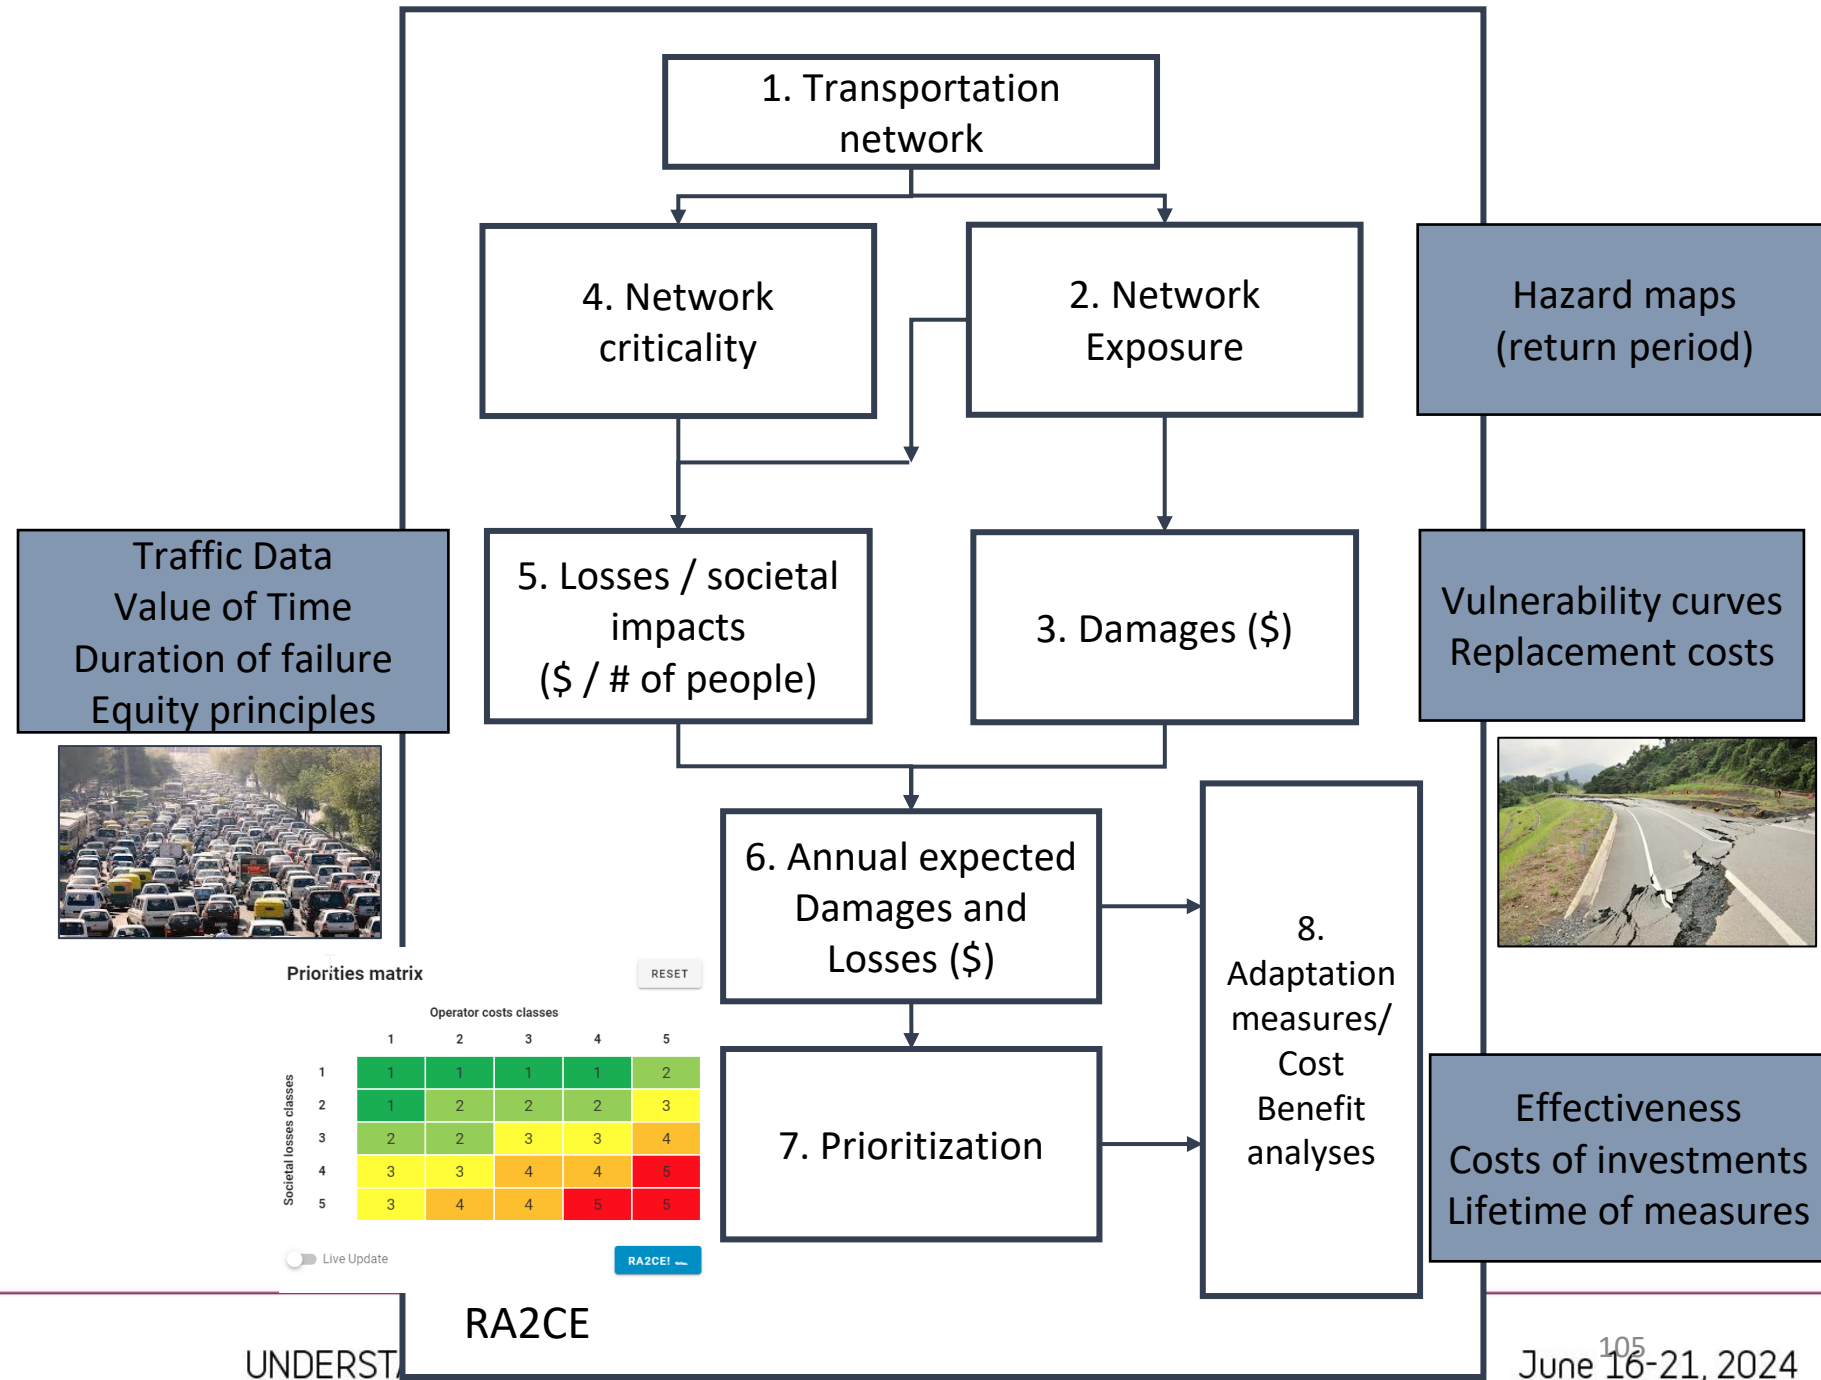 1. Transportation
network
4. Network
criticality
2. Network
Exposure
Hazard maps
(return period)
Traffic Data
Value of Time
Duration of failure
Equity principles
5. Losses / societal
impacts
($ / # of people)
3. Damages ($)
Vulnerability curves
Replacement costs
6. Annual expected
Damages and
Losses ($)
8.
Adaptation
measures/
Cost
Benefit
analyses
7. Prioritization
Effectiveness
Costs of investments
Lifetime of measures
Priorities matrix
RESET
Operator costs classes
1 2 3 4 5
Societal losses classes
1 1 1 1 1 2
2 1 2 2 2 3
3 2 2 3 3 4
4 3 3 4 4 5
5 3 4 4 5 5
Live Update
RA2CE!
RA2CE
UNDERST
105
June 16-21, 2024